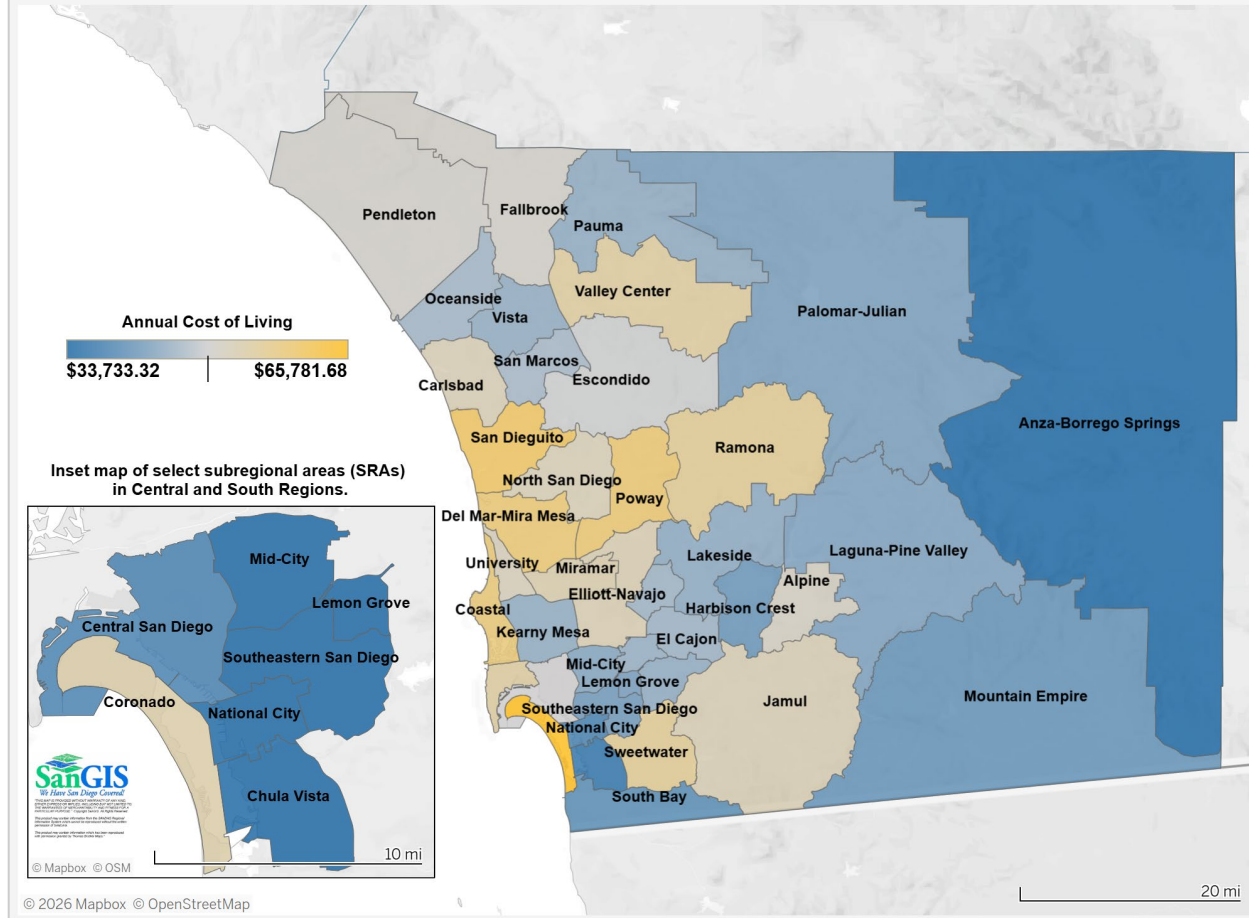 Pendleton
Fallbrook
Pauma
Oceanside
Vista
Valley Center
Palomar-Julian
Annual Cost of Living
$33,733.32
$65,781.68
San Marcos
Carlsbad
Escondido
Anza-Borrego Springs
San Dieguito
Ramona
North San Diego
Poway
Del Mar-Mira Mesa
University
Miramar
Lakeside
Laguna-Pine Valley
Alpine
Elliott-Navajo
Coastal
Harbison Crest
Kearny Mesa
El Cajon
Mid-City
Lemon Grove
Jamul
Mountain Empire
Southeastern San Diego
National City
Sweetwater
South Bay
Inset map of select subregional areas (SRAs)
in Central and South Regions.
Mid-City
Lemon Grove
Central San Diego
Southeastern San Diego
Coronado
National City
Chula Vista
SanGIS
We Have San Diego Covered!
10 mi
© Mapbox © OSM
© 2026 Mapbox © OpenStreetMap
20 mi